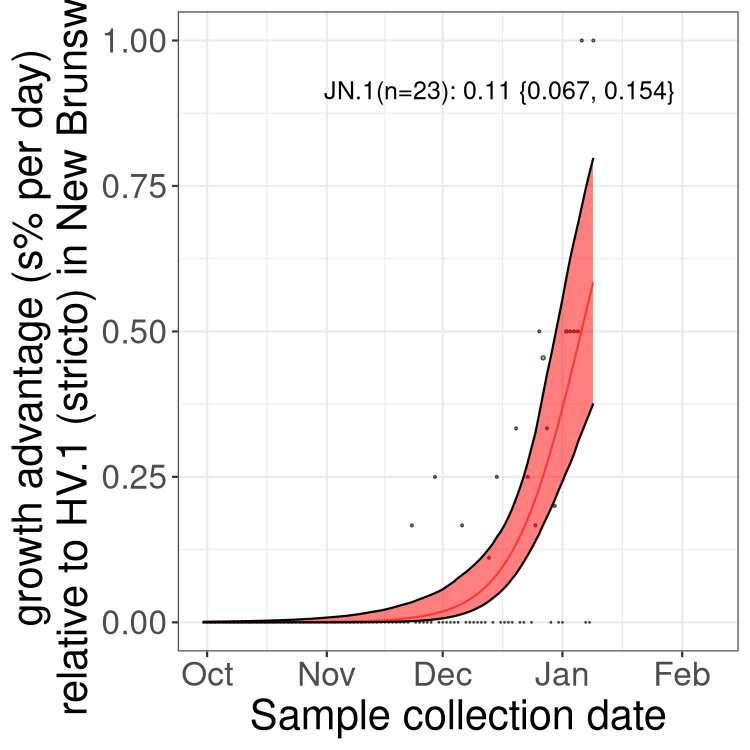 growth advantage (s% per day)
relative to HV.1 (stricto) in New Brunsw
1.00
0.75
0.50
0.25
0.00
JN.1(n=23): 0.11 {0.067, 0.154}
Oct Nov Dec Jan Feb
Sample collection date